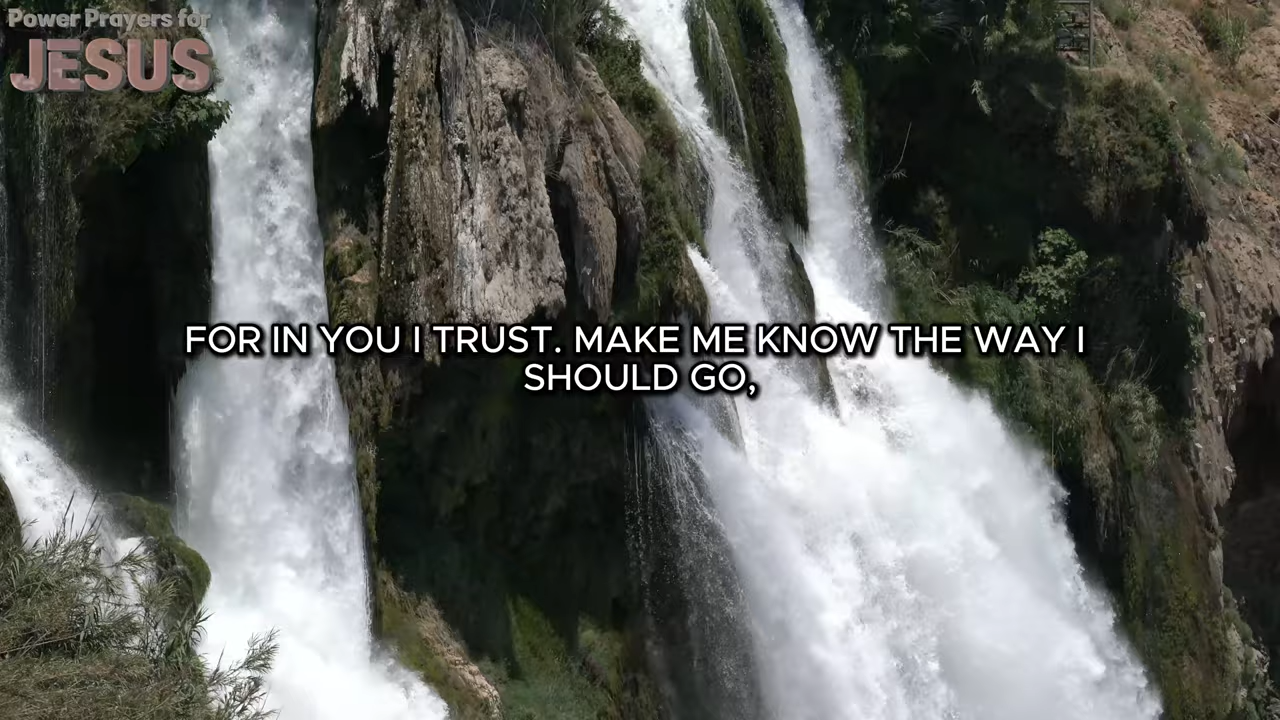 Power Prayers for
JESUS
FOR IN YOU I TRUST. MAKE ME KNOW THE WAY I
SHOULD GO,